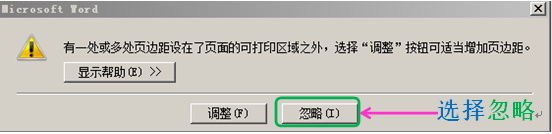 Microsoft Word
有一处或多处页边距设在了页面的可打印区域之外，选择“调整”按钮可适当增加页边距。
显示帮助(E) >>
调整(F) 忽略(I) 选择忽略